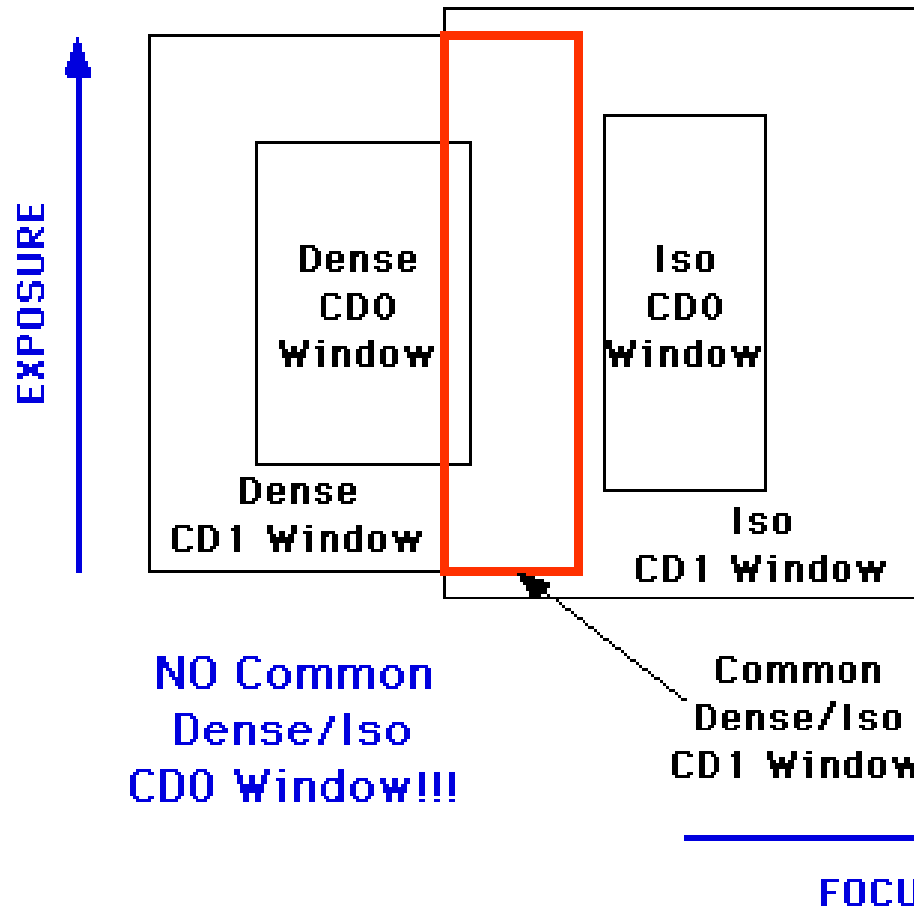 EXPOSURE
Dense
CD0
Window
Iso
CD0
Window
Dense
CD1 Window
Iso
CD1 Window
NO Common
Dense/Iso
CD0 Window!!!
Common
Dense/Iso
CD1 Window
FOCU